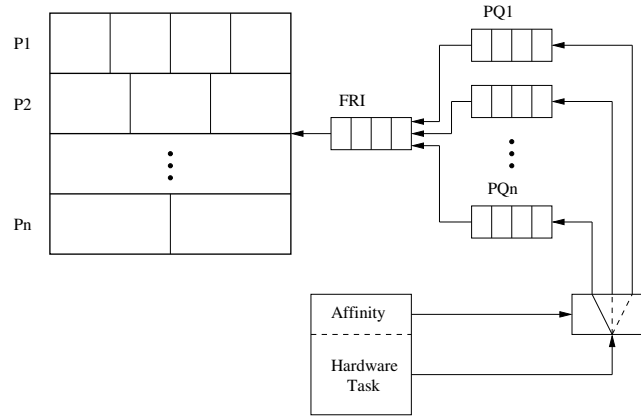 PQ1
P1
P2
FRI
PQn
Pn
Affinity
Hardware
Task